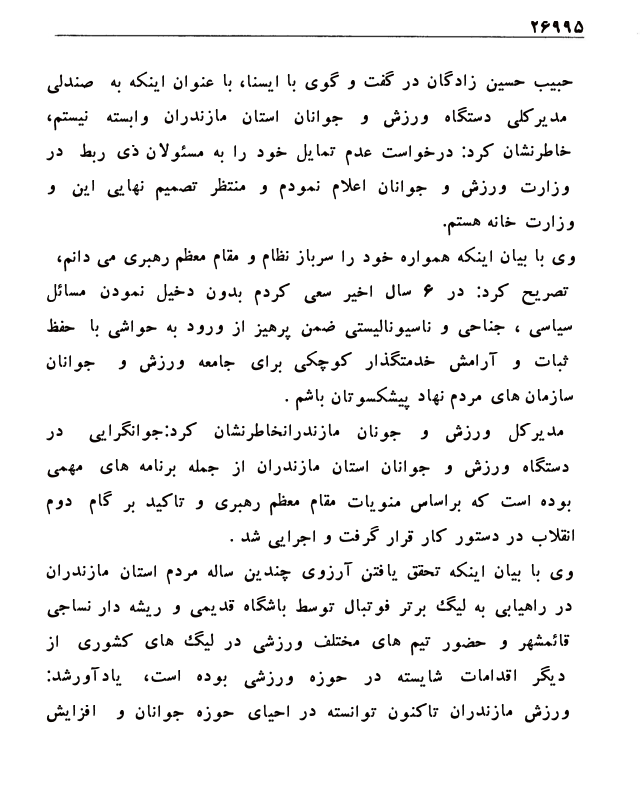 ۲۶۹۹۵
حبیب حسین زادگان در گفت و گوی با ایسنا، با عنوان اینکه به صندلی
مدیرکلی دستگاه ورزش و جوانان استان مازندران وابسته نیستم،
خاطرنشان کرد: درخواست عدم تمایل خود را به مسئولان ذی ربط در
وزارت ورزش و جوانان اعلام نمودم و منتظر تصمیم نهایی این و
وزارت خانه هستم.
وی با بیان اینکه همواره خود را سرباز نظام و مقام معظم رهبری می دانم،
تصریح کرد: در ۶ سال اخیر سعی کردم بدون دخیل نمودن مسائل
سیاسی ، جناحی و ناسیونالیستی ضمن پرهیز از ورود به حواشی با حفظ
ثبات و آرامش خدمتگذار کوچکی برای جامعه ورزش و جوانان
سازمان های مردم نهاد پیشکسوتان باشم .
مدیرکل ورزش و جونان مازندرانخاطرنشان کرد:جوانگرایی در
دستگاه ورزش و جوانان استان مازندران از جمله برنامه های مهمی
بوده است که براساس منویات مقام معظم رهبری و تاکید بر گام دوم
انقلاب در دستور کار قرار گرفت و اجرایی شد .
وی با بیان اینکه تحقق یافتن آرزوی چندین ساله مردم استان مازندران
در راهیابی به لیگ برتر فوتبال توسط باشگاه قدیمی و ریشه دار نساجی
قائمشهر و حضور تیم های مختلف ورزشی در لیگ های کشوری از
دیگر اقدامات شایسته در حوزه ورزشی بوده است، یادآورشد:
ورزش مازندران تاکنون توانسته در احیای حوزه جوانان و افزایش